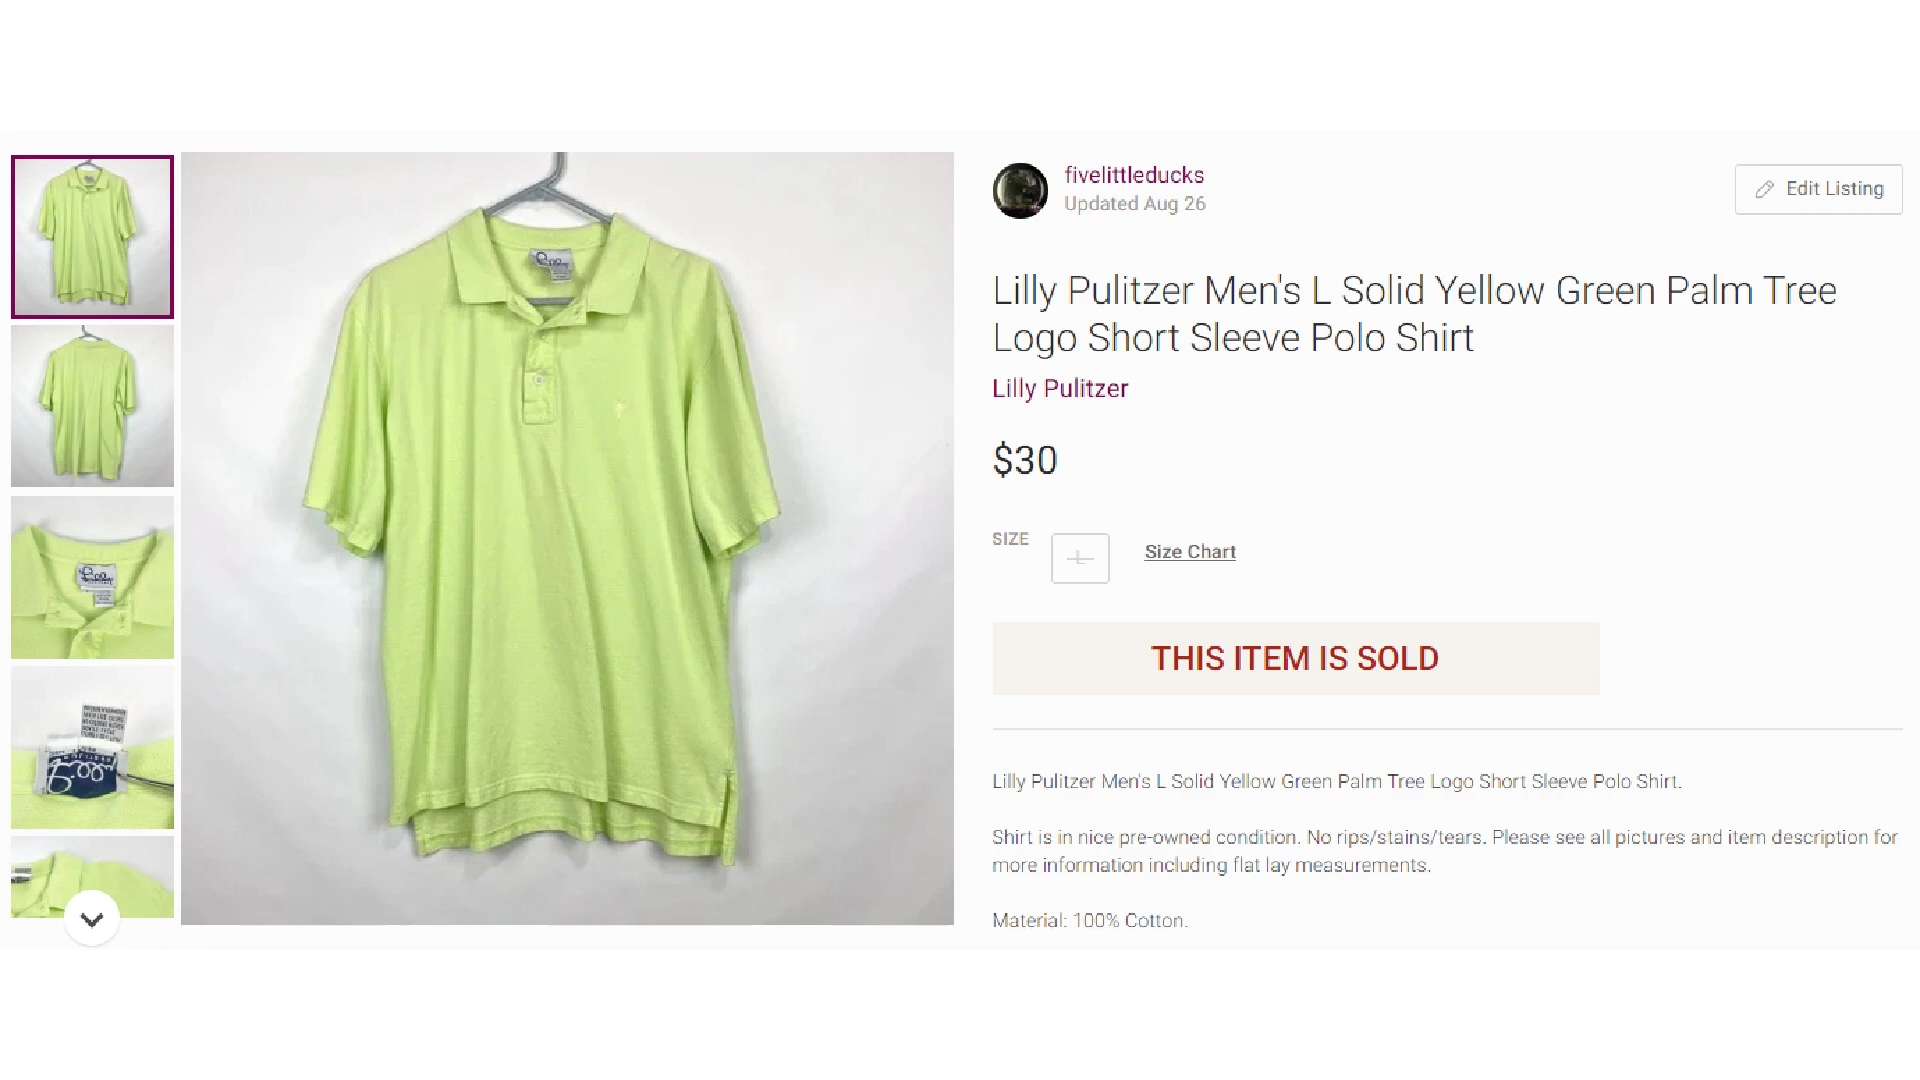 fivelittleducks
Updated Aug 26
Edit Listing
Lilly Pulitzer Men's L Solid Yellow Green Palm Tree
Logo Short Sleeve Polo Shirt
Lilly Pulitzer
$30
SIZE
L
Size Chart
THIS ITEM IS SOLD
Lilly Pulitzer Men's L Solid Yellow Green Palm Tree Logo Short Sleeve Polo Shirt.
Shirt is in nice pre-owned condition. No rips/stains/tears. Please see all pictures and item description for
more information including flat lay measurements.
Material: 100% Cotton.